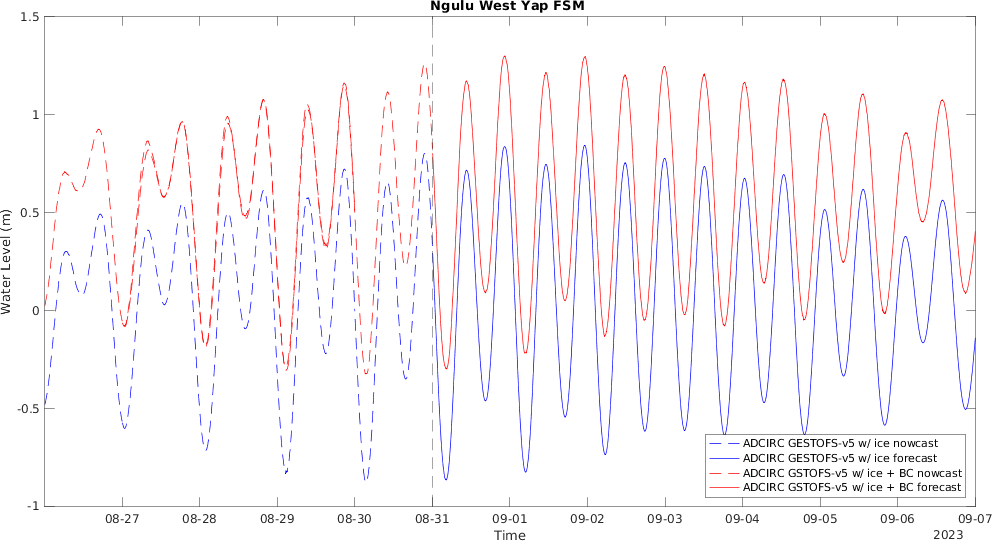 Ngulu West Yap FSM
1.5
1
0.5
0
-0.5
-1
Water Level (m)
08-27 08-28 08-29 08-30 08-31 09-01 09-02 09-03 09-04 09-05 09-06 09-07
Time
2023
ADCIRC GESTOFS-v5 w/ ice nowcast
ADCIRC GESTOFS-v5 w/ ice forecast
ADCIRC GSTOFS-v5 w/ ice + BC nowcast
ADCIRC GSTOFS-v5 w/ ice + BC forecast